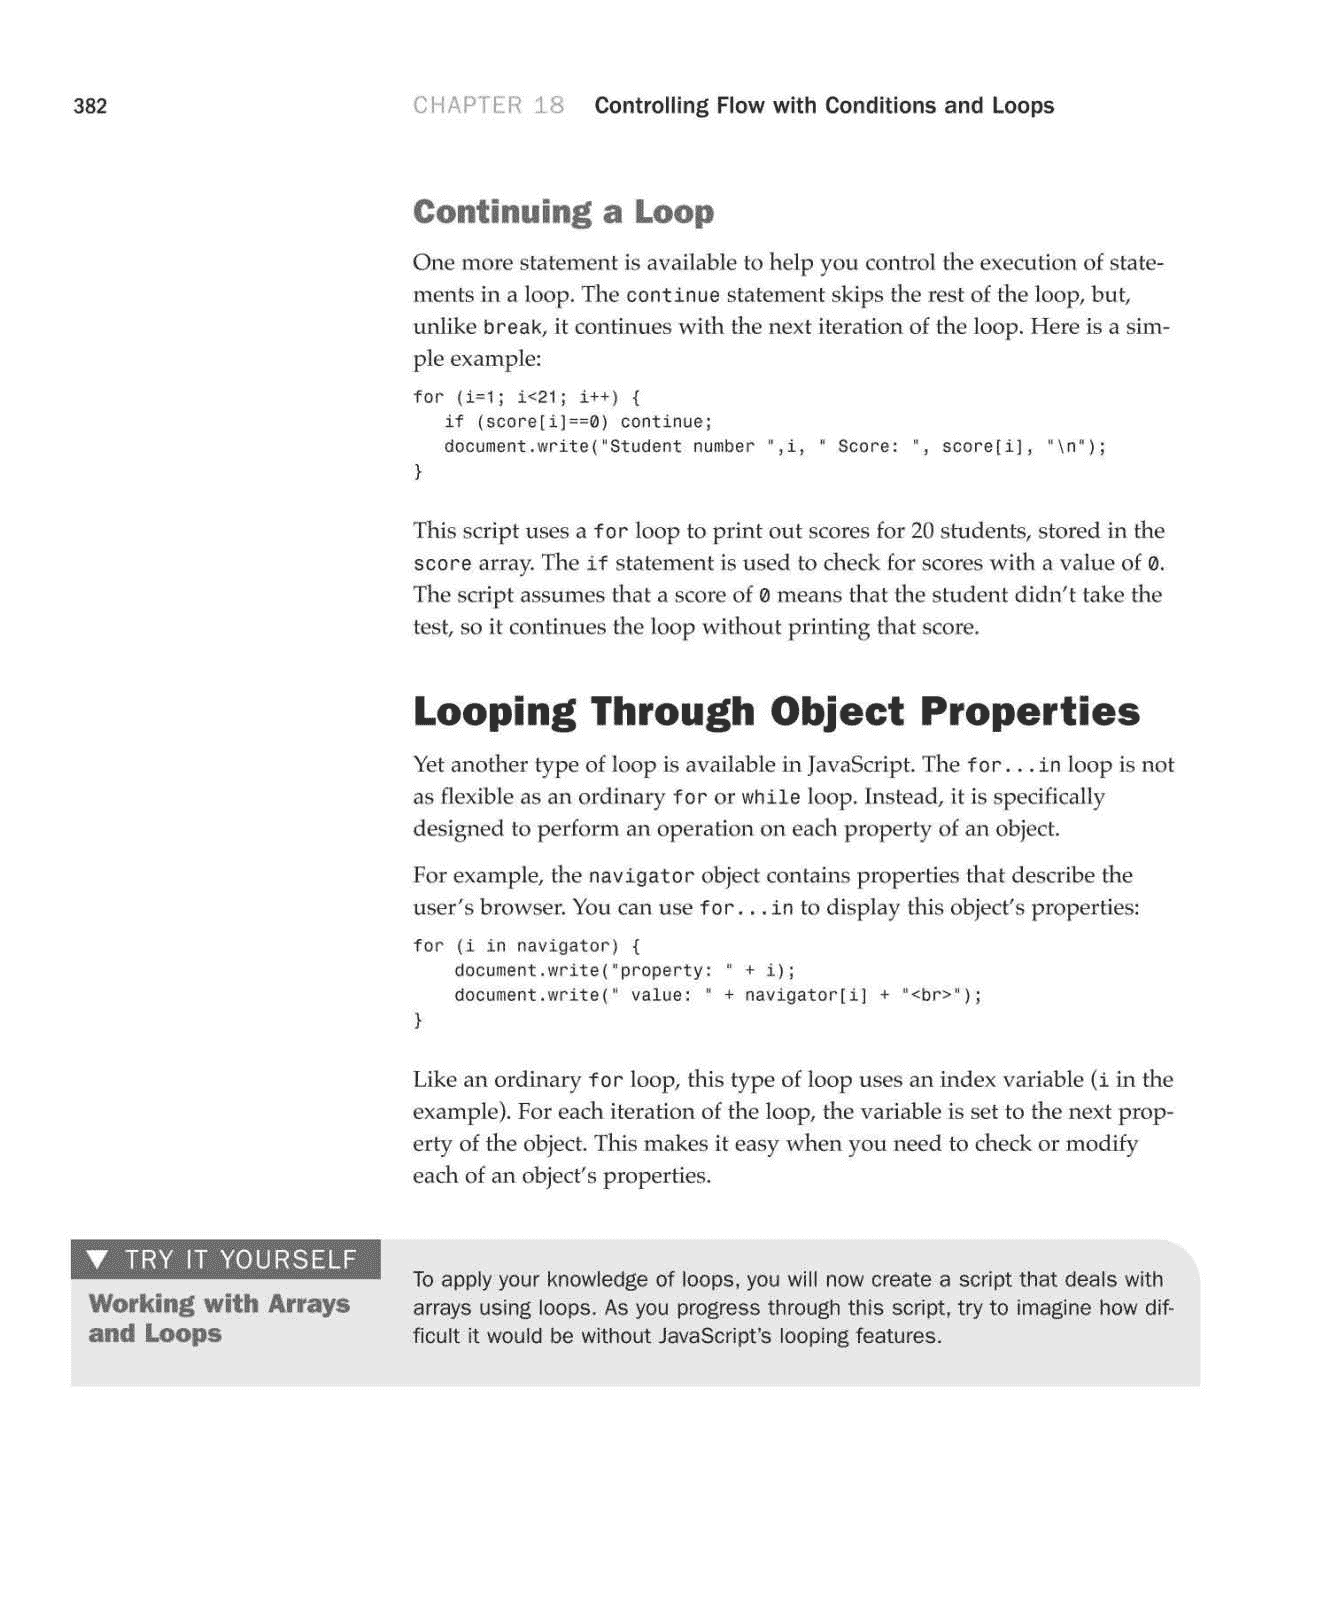 382 CHAPTER 18 Controlling Flow with Conditions and Loops
Continuing a Loop
One more statement is available to help you control the execution of state-
ments in a loop. The continue statement skips the rest of the loop, but,
unlike break, it continues with the next iteration of the loop. Here is a sim-
ple example:
for (i=1; i<21; i++) {
   if (score[i]==0) continue;
   document.write("Student number ",i, " Score: ", score[i], "\n");
}
This script uses a for loop to print out scores for 20 students, stored in the
score array. The if statement is used to check for scores with a value of 0.
The script assumes that a score of 0 means that the student didn't take the
test, so it continues the loop without printing that score.
Looping Through Object Properties
Yet another type of loop is available in JavaScript. The for...in loop is not
as flexible as an ordinary for or while loop. Instead, it is specifically
designed to perform an operation on each property of an object.
For example, the navigator object contains properties that describe the
user's browser. You can use for...in to display this object's properties:
for (i in navigator) {
    document.write("property: " + i);
    document.write(" value: " + navigator[i] + "<br>");
}
Like an ordinary for loop, this type of loop uses an index variable (i in the
example). For each iteration of the loop, the variable is set to the next prop-
erty of the object. This makes it easy when you need to check or modify
each of an object's properties.
▼ TRY IT YOURSELF
Working with Arrays
and Loops
To apply your knowledge of loops, you will now create a script that deals with
arrays using loops. As you progress through this script, try to imagine how dif-
ficult it would be without JavaScript's looping features.